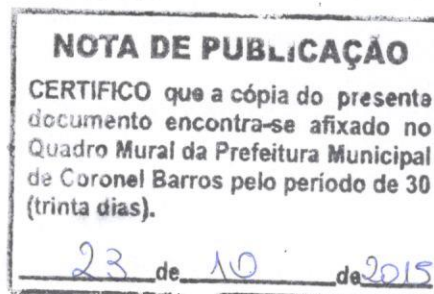 NOTA DE PUBLICAÇÃO
CERTIFICO que a cópia do presente
documento encontra-se afixado no
Quadro Mural da Prefeitura Municipal
de Coronel Barros pelo período de 30
(trinta dias).
23 de 10 de 2015